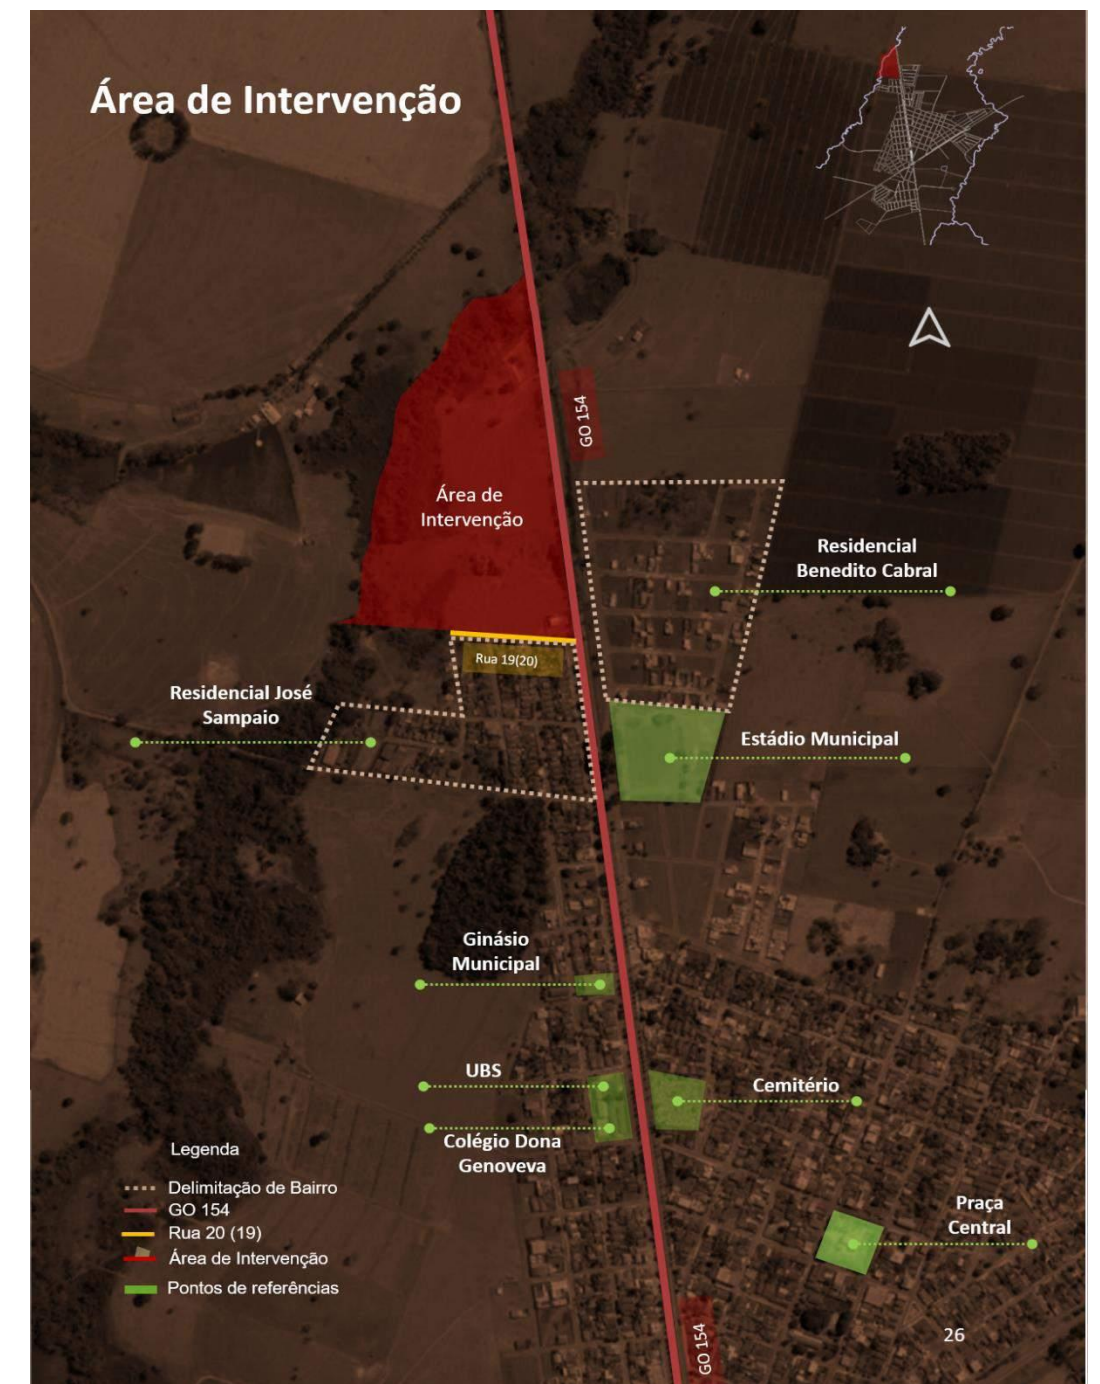 Área de Intervenção
GO 154
Área de
Intervenção
Residencial
Benedito Cabral
Rua 19(20)
Residencial José
Sampaio
Estádio Municipal
Ginásio
Municipal
UBS
Cemitério
Colégio Dona
Genoveva
Legenda
Delimitação de Bairro
GO 154
Rua 20 (19)
Área de Intervenção
Pontos de referências
Praça
Central
GO 154
26